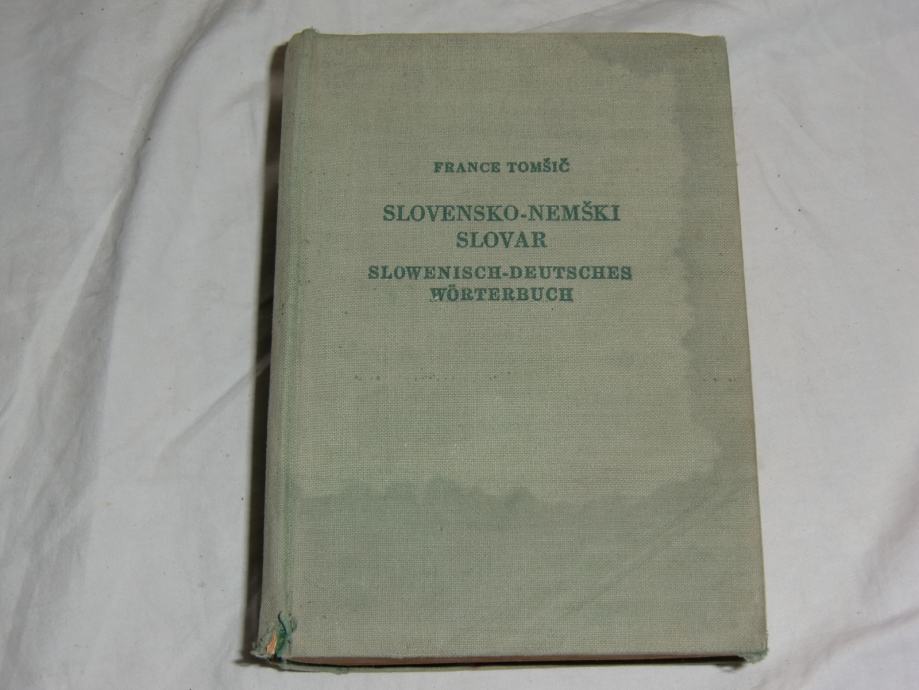 FRANCE TOMŠIČ
SLOVENSKO-NEMŠKI
SLOVAR
SLOWENISCH-DEUTSCHES
WÖRTERBUCH